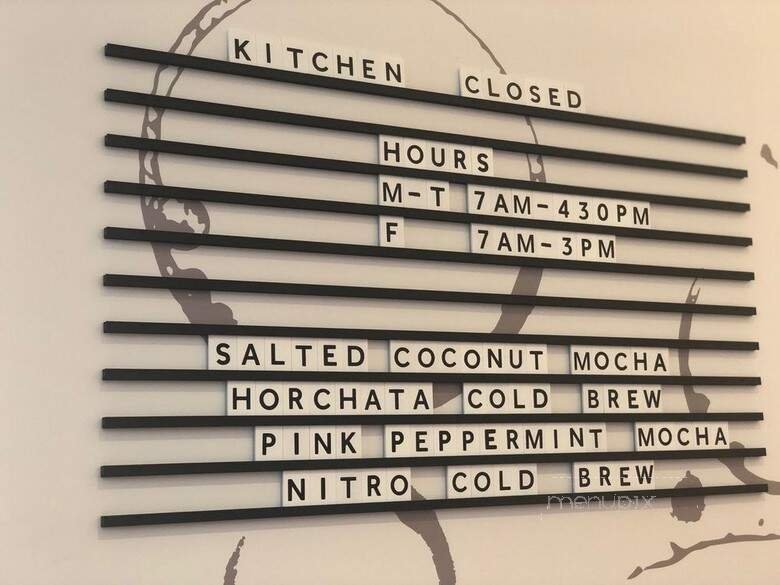 KITCHEN CLOSED
HOURS
M-T 7AM-430PM
F 7AM-3PM
SALTED COCONUT MOCHA
HORCHATA COLD BREW
PINK PEPPERMINT MOCHA
NITRO COLD BREW
menupix